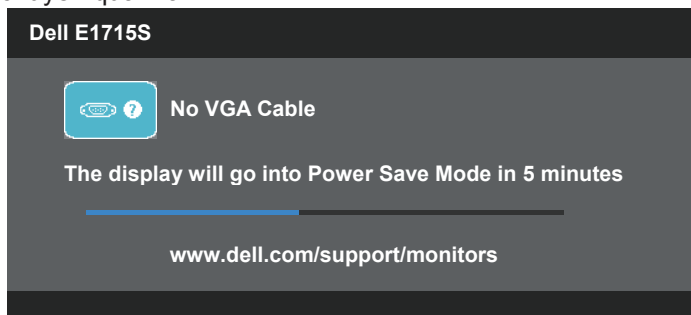 Dell E1715S
No VGA Cable
The display will go into Power Save Mode in 5 minutes
www.dell.com/support/monitors